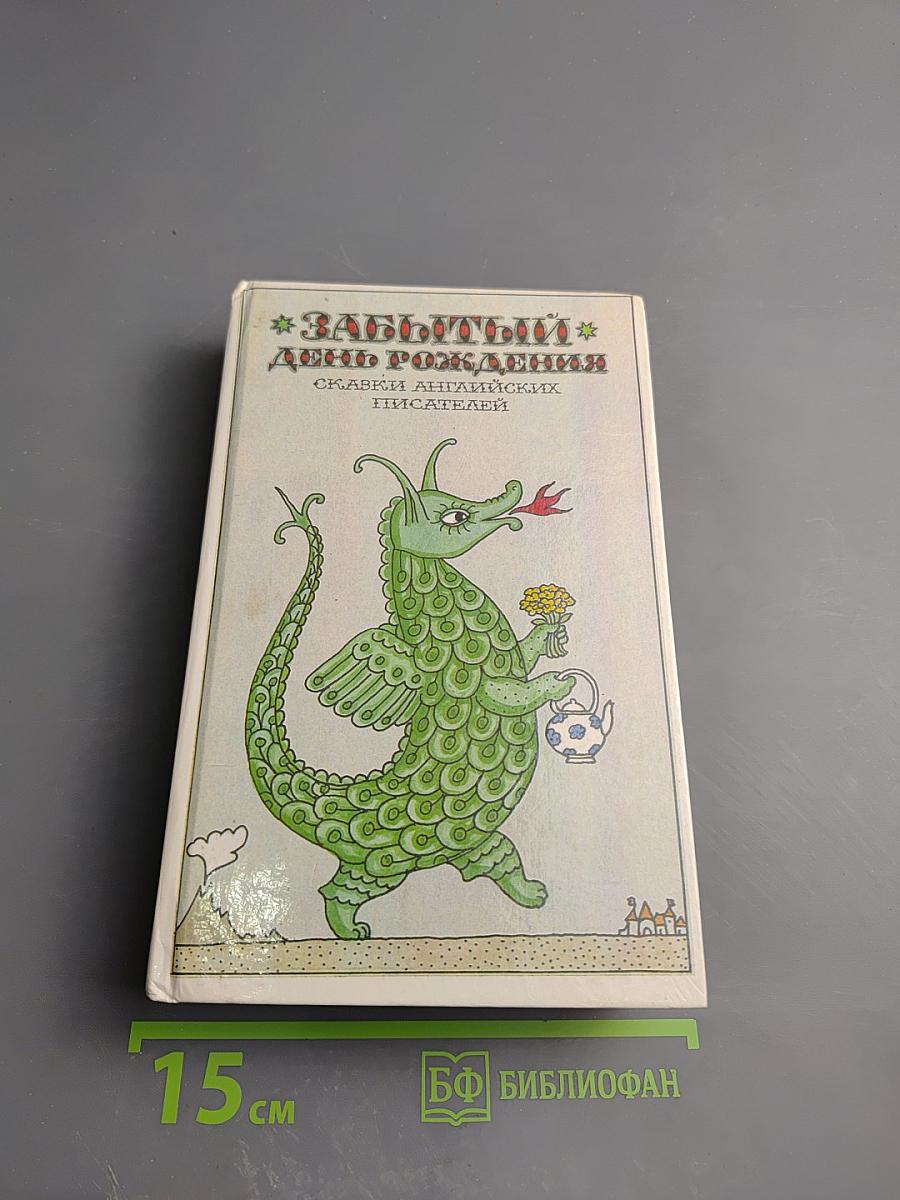 ЗАБЫТЫЙ
ДЕНЬ РОЖДЕНИЯ
СКАЗКИ АНГЛИЙСКИХ
ПИСАТЕЛЕЙ
15 см
БФ БИБЛИОФАН